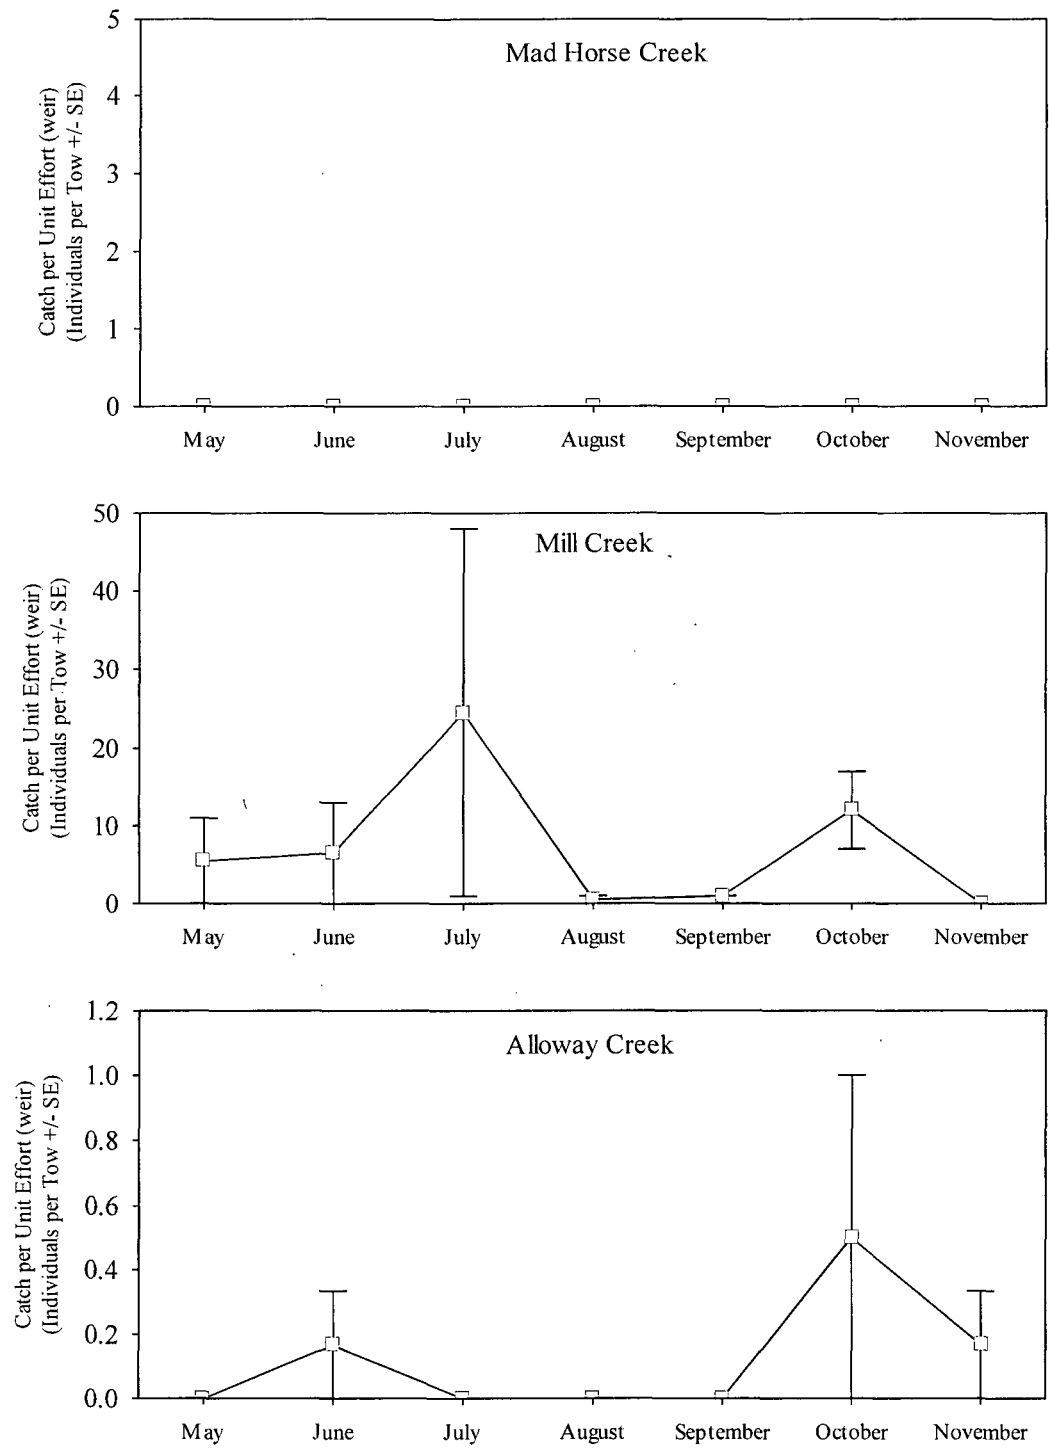 Mad Horse Creek
Catch per Unit Effort (weir)
(Individuals per Tow +/- SE)
5
4
3
2
1
0
May June July August September October November
Mill Creek
Catch per Unit Effort (weir)
(Individuals per Tow +/- SE)
50
40
30
20
10
0
May June July August September October November
Alloway Creek
Catch per Unit Effort (weir)
(Individuals per Tow +/- SE)
1.2
1.0
0.8
0.6
0.4
0.2
0.0
May June July August September October November